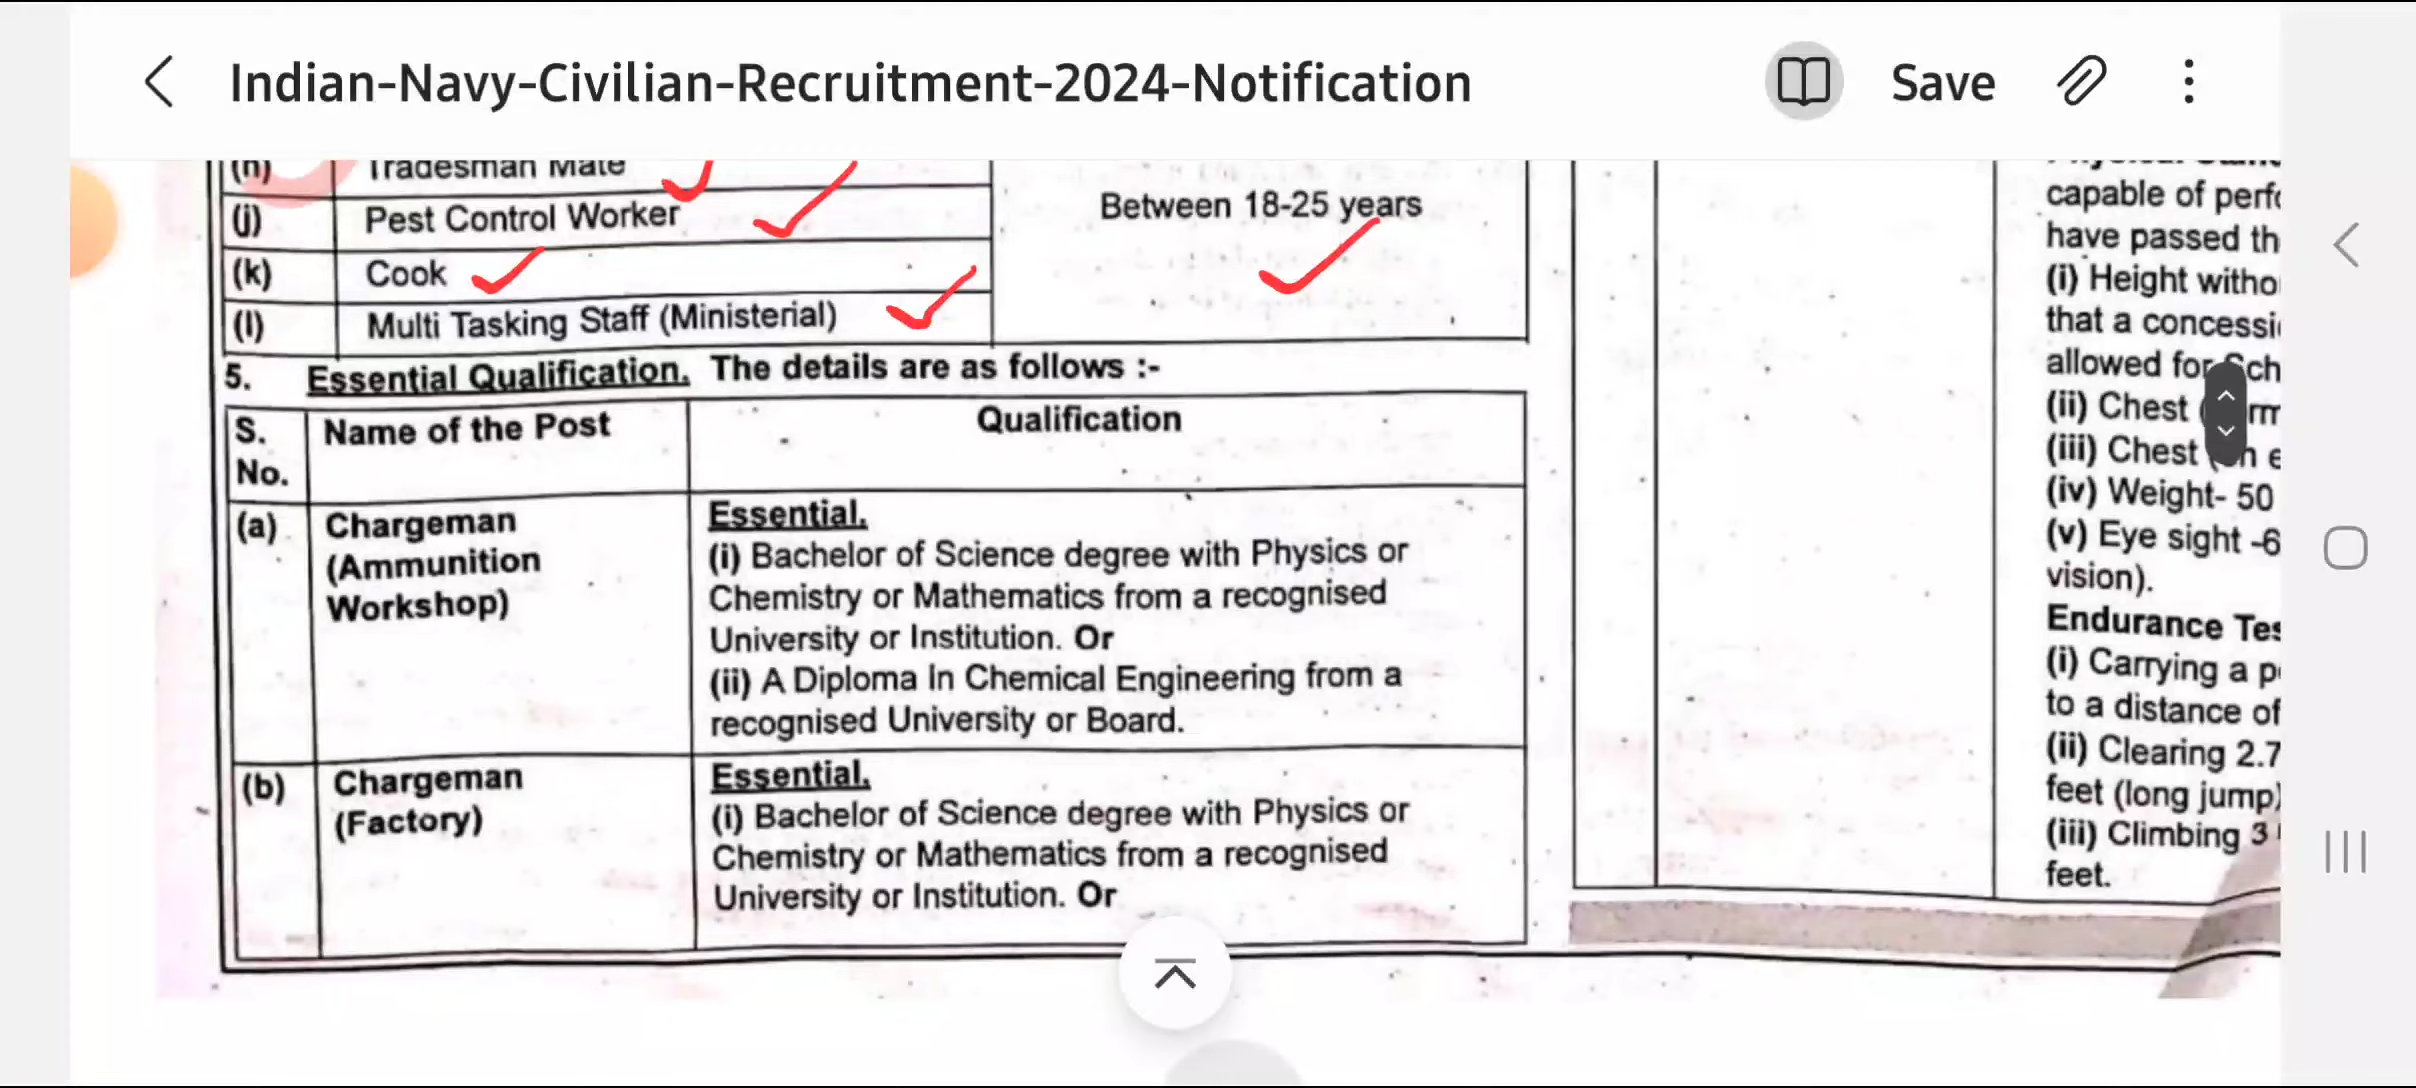 Indian-Navy-Civilian-Recruitment-2024-Notification
Save
(h) Tradesman Mate
(j) Pest Control Worker
Between 18-25 years
(k) Cook
(l) Multi Tasking Staff (Ministerial)
5. Essential Qualification. The details are as follows :-
S. No.
Name of the Post
Qualification
(a)
Chargeman
(Ammunition
Workshop)
Essential.
(i) Bachelor of Science degree with Physics or
Chemistry or Mathematics from a recognised
University or Institution. Or
(ii) A Diploma In Chemical Engineering from a
recognised University or Board.
(b)
Chargeman
(Factory)
Essential.
(i) Bachelor of Science degree with Physics or
Chemistry or Mathematics from a recognised
University or Institution. Or
capable of
have passed
(i) Height
that a
allowed for
(ii) Chest
(iii) Chest
(iv) Weight- 50
(v) Eye sight
vision).
Endurance
(i) Carrying a
to a distance of
(ii) Clearing
feet (long jump)
(iii) Climbing 3
feet.